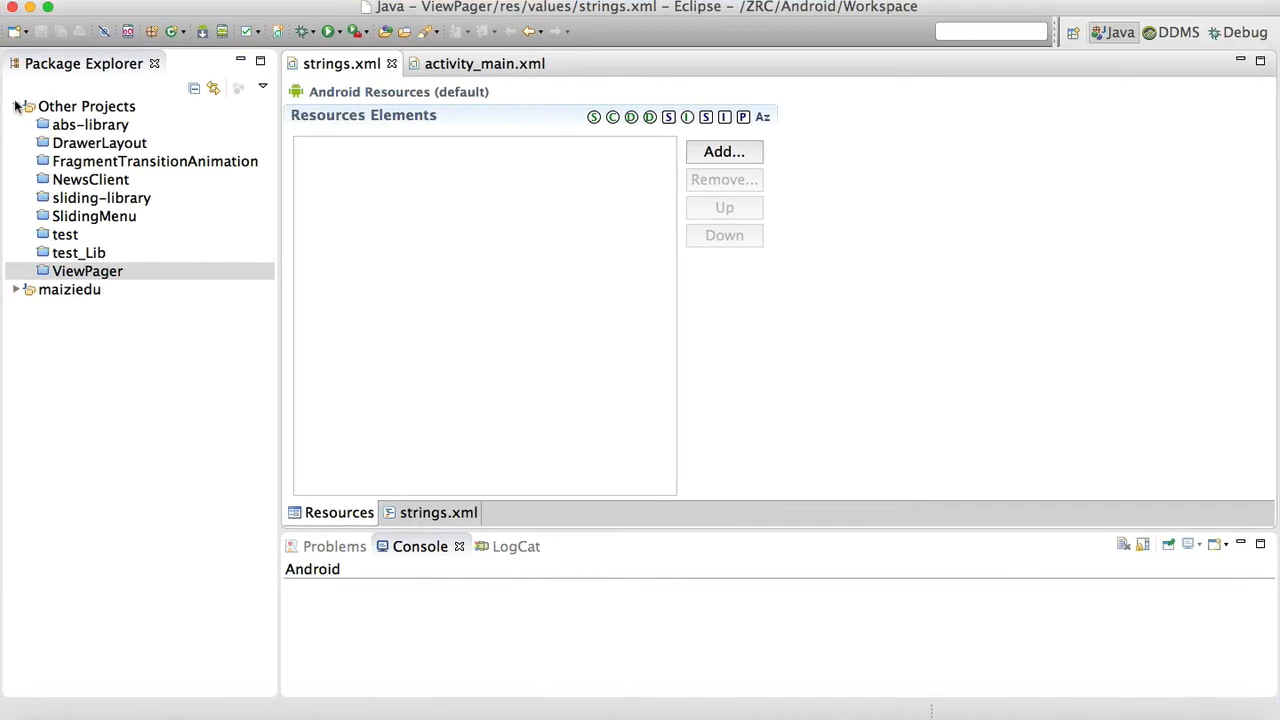 Java - ViewPager/res/values/strings.xml - Eclipse - /ZRC/Android/Workspace
Java DDMS Debug
Package Explorer
Other Projects
abs-library
DrawerLayout
FragmentTransitionAnimation
NewsClient
sliding-library
SlidingMenu
test
test_Lib
ViewPager
maiziedu
strings.xml activity_main.xml
Android Resources (default)
Resources Elements S C D D S I S I P Az
Add...
Remove...
Up
Down
Resources strings.xml
Problems Console LogCat
Android